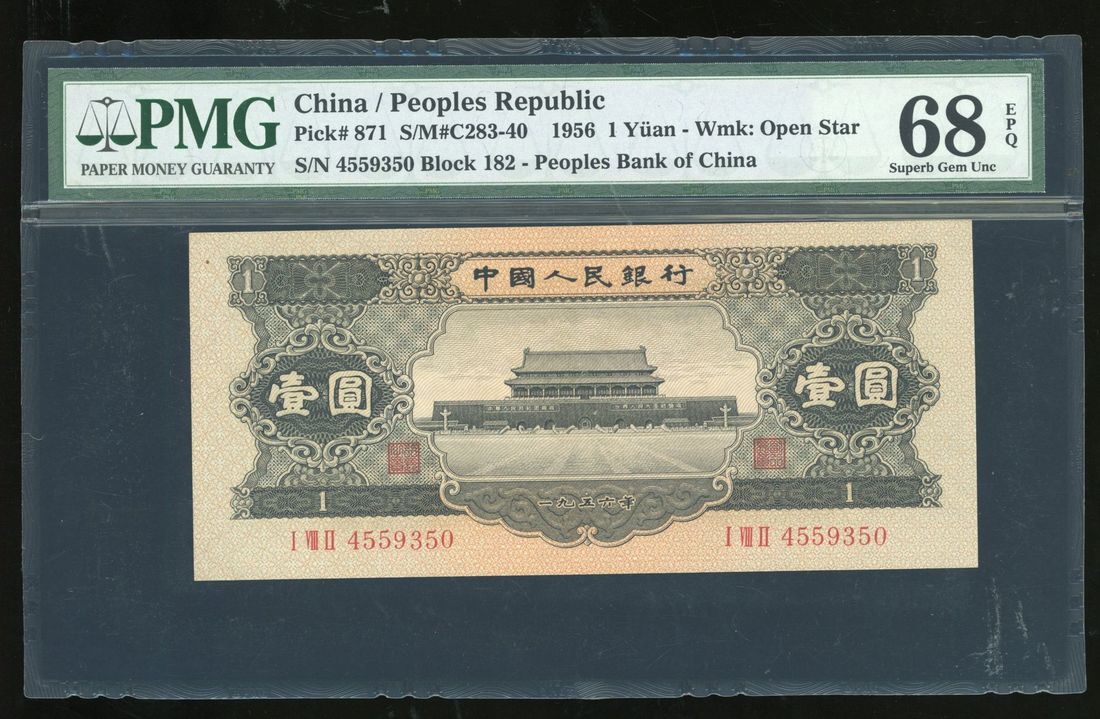 PMG
PAPER MONEY GUARANTY
China / Peoples Republic
Pick# 871 S/M#C283-40 1956 1 Yüan - Wmk: Open Star
S/N 4559350 Block 182 - Peoples Bank of China
68
EPQ
Superb Gem Unc
1
中國人民銀行
1
壹圓
壹圓
1
一九五六年
1
I VIII II 4559350
I VIII II 4559350